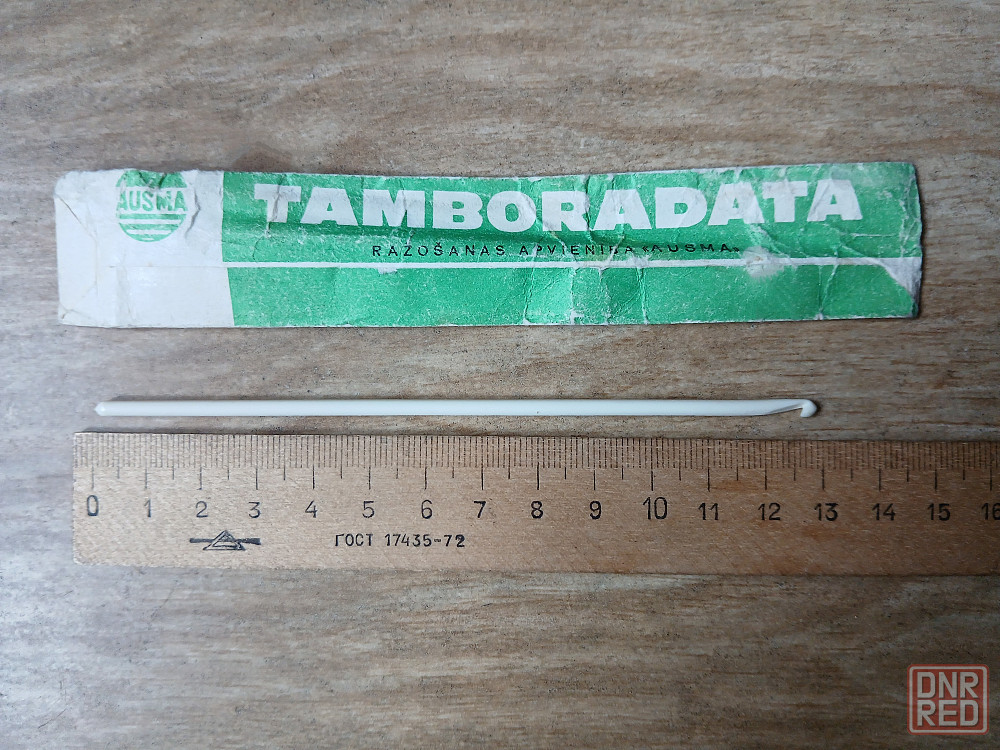 AUSMA
TAMBORADATA
RAŽOŠANAS APVIENĪBA «AUSMA»
0 1 2 3 4 5 6 7 8 9 10 11 12 13 14 15 16
ГОСТ 17435-72
DNR
RED